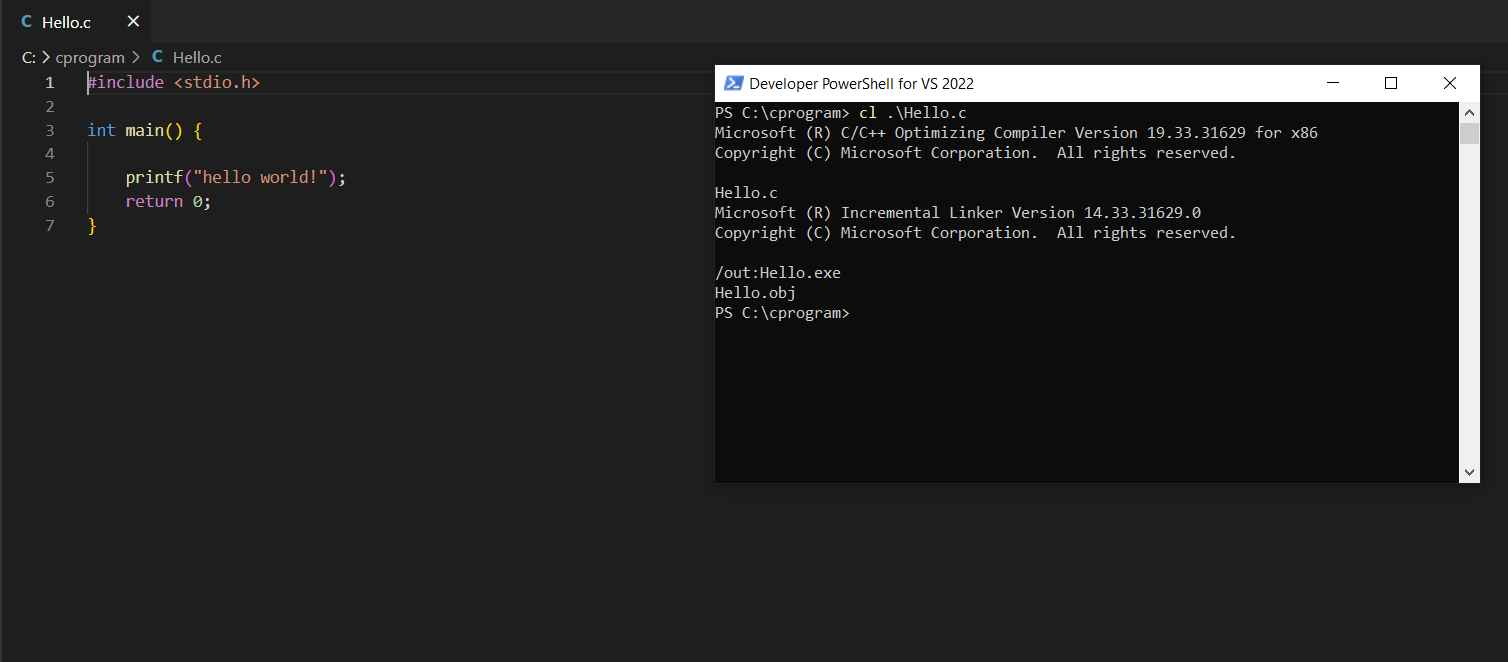 Hello.c
C: > cprogram > C Hello.c
1 #include <stdio.h>
2
3 int main() {
4
5     printf("hello world!");
6     return 0;
7 }
Developer PowerShell for VS 2022
PS C:\cprogram> cl .\Hello.c
Microsoft (R) C/C++ Optimizing Compiler Version 19.33.31629 for x86
Copyright (C) Microsoft Corporation.  All rights reserved.

Hello.c
Microsoft (R) Incremental Linker Version 14.33.31629.0
Copyright (C) Microsoft Corporation.  All rights reserved.

/out:Hello.exe
Hello.obj
PS C:\cprogram>